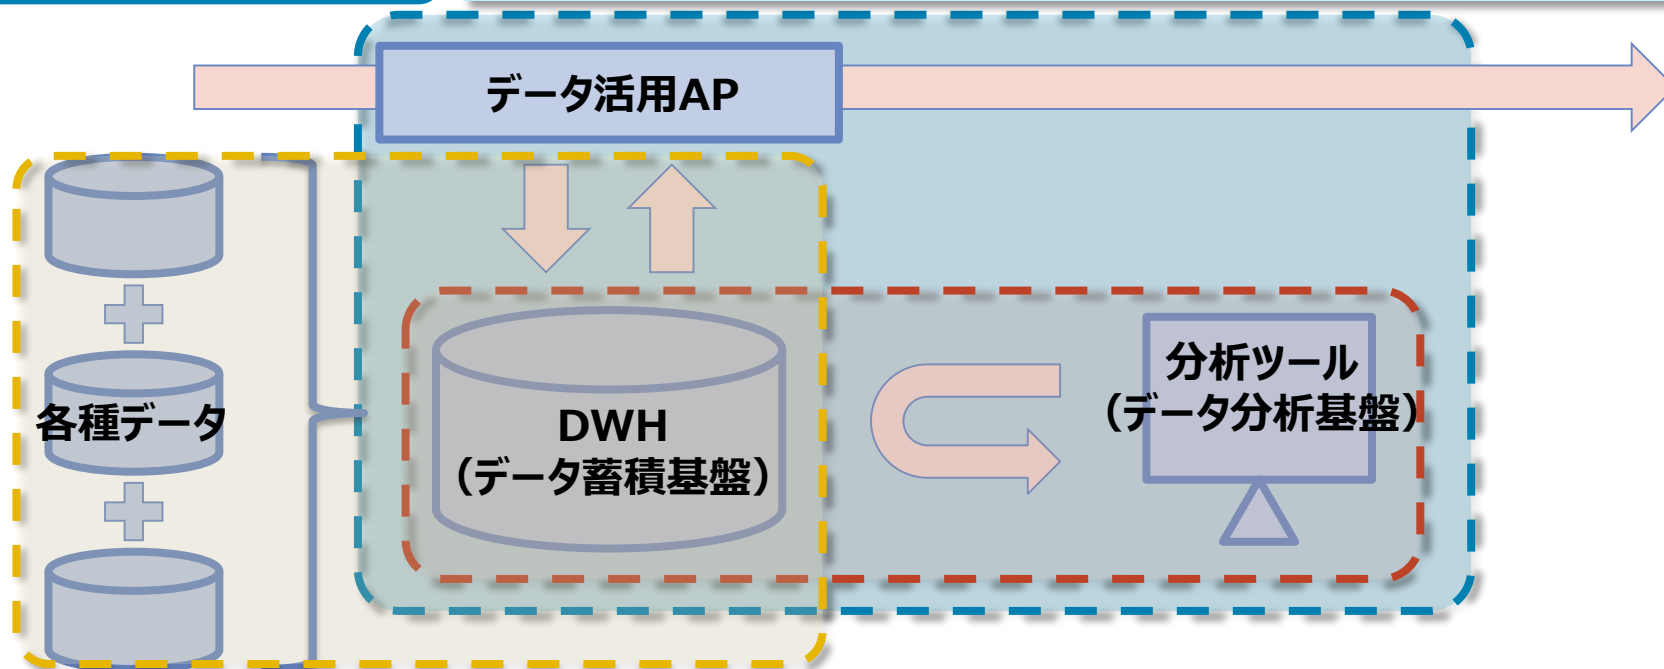 データ活用AP
各種データ
DWH
（データ蓄積基盤）
分析ツール
（データ分析基盤）